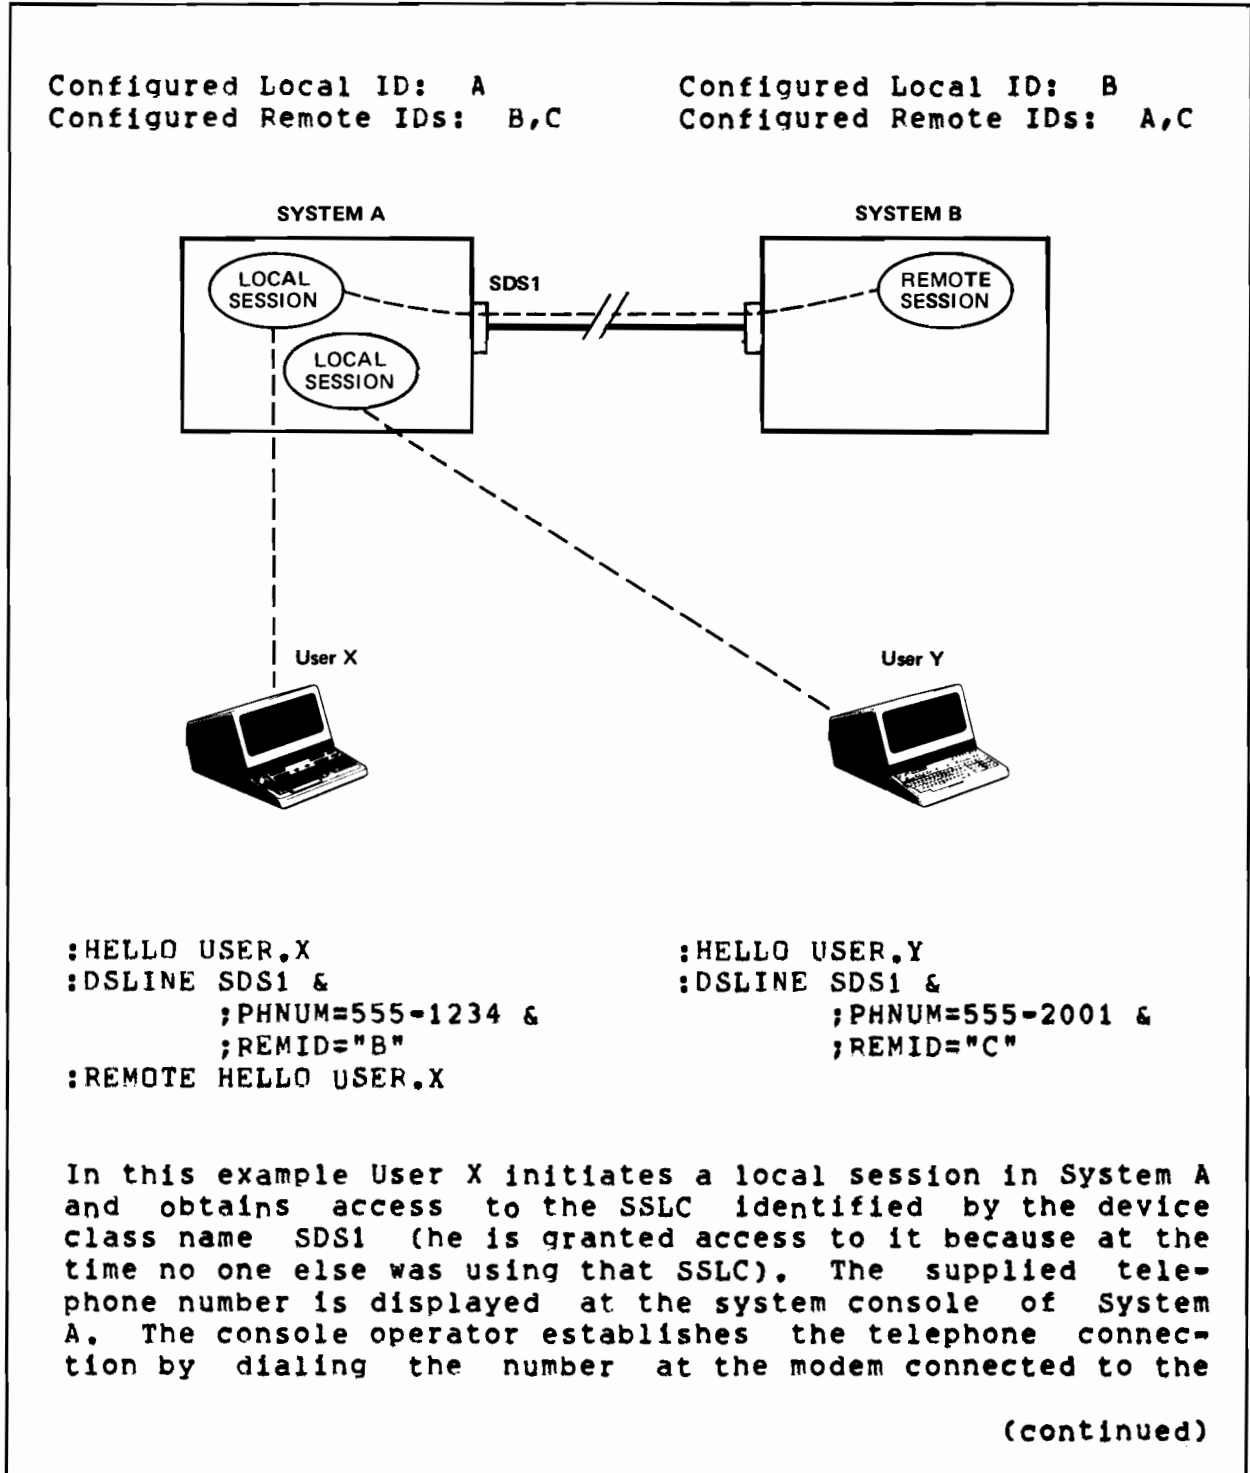 Configured Local ID:  A
Configured Remote IDs:  B,C
Configured Local ID:  B
Configured Remote IDs:  A,C
SYSTEM A
SYSTEM B
LOCAL
SESSION
SDS1
REMOTE
SESSION
LOCAL
SESSION
User X
User Y
:HELLO USER.X
:DSLINE SDS1 &
;PHNUM=555-1234 &
;REMID="B"
:REMOTE HELLO USER.X
:HELLO USER.Y
:DSLINE SDS1 &
;PHNUM=555-2001 &
;REMID="C"
In this example User X initiates a local session in System A
and obtains access to the SSLC identified by the device
class name SDS1 (he is granted access to it because at the
time no one else was using that SSLC). The supplied tele-
phone number is displayed at the system console of System
A. The console operator establishes the telephone connec-
tion by dialing the number at the modem connected to the
(continued)